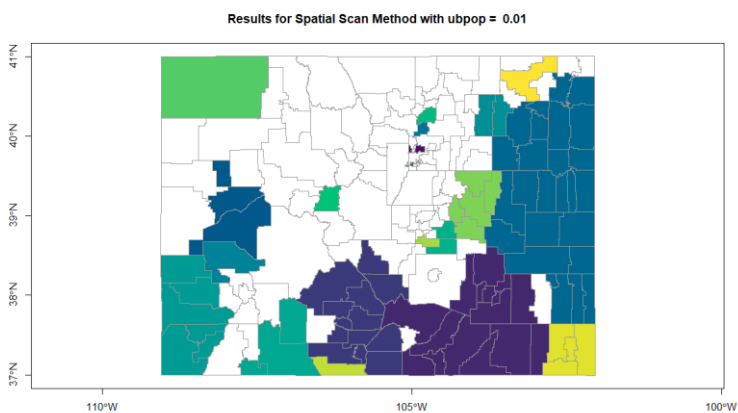 Results for Spatial Scan Method with ubpop = 0.01
41°N
40°N
39°N
38°N
37°N
110°W
105°W
100°W